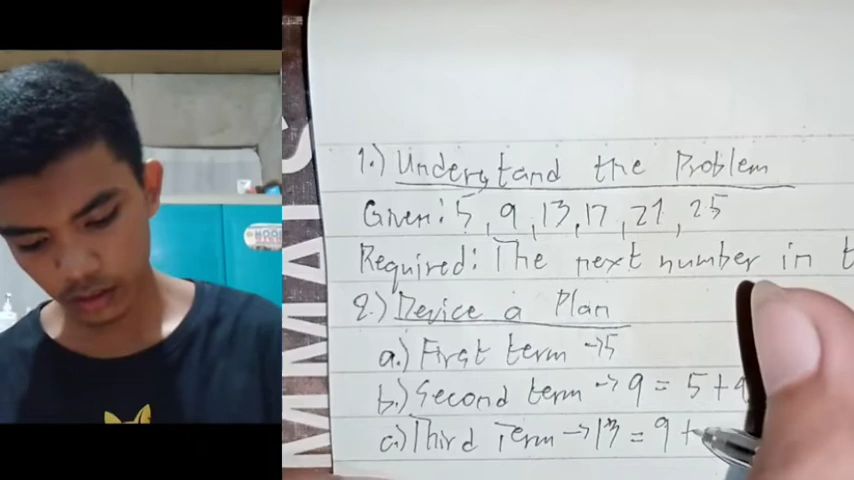 1.) Understand the Problem
Given: 5, 9, 13, 17, 21, 25
Required: The next number in t
2.) Device a Plan
a.) First term → 5
b.) Second term → 9 = 5 +
c.) Third Term → 13 = 9 +